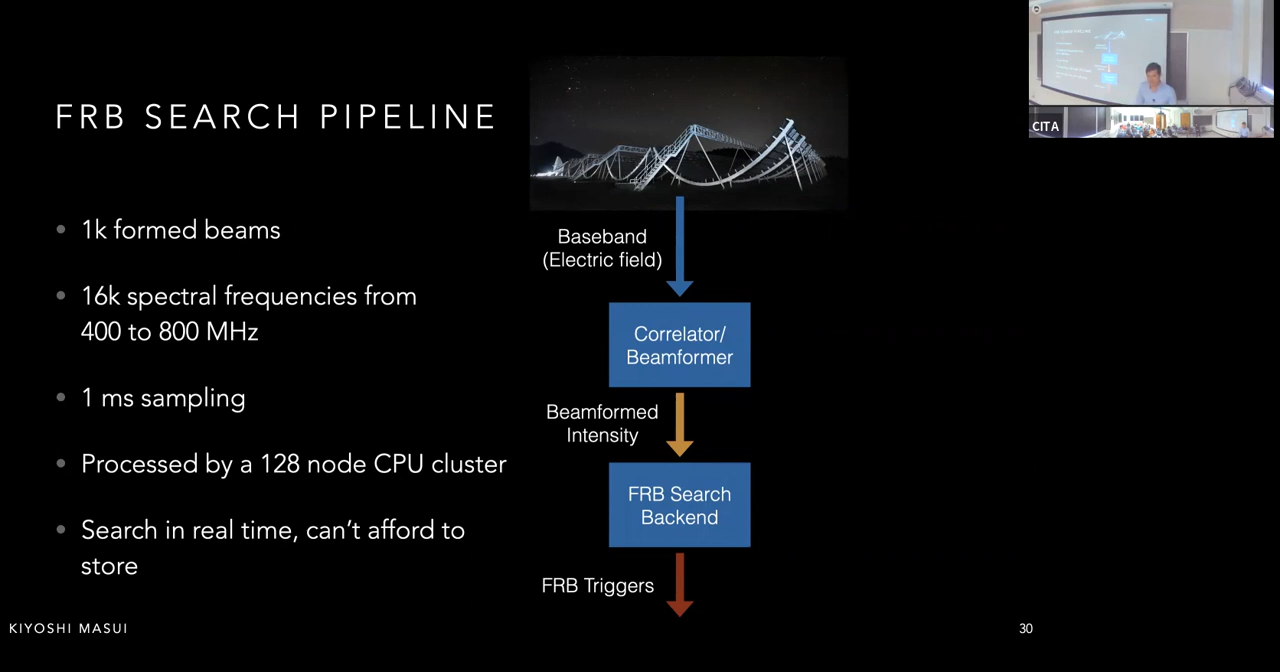 FRB SEARCH PIPELINE
1k formed beams
16k spectral frequencies from
400 to 800 MHz
1 ms sampling
Processed by a 128 node CPU cluster
Search in real time, can't afford to
store
Baseband
(Electric field)
Correlator/
Beamformer
Beamformed
Intensity
FRB Search
Backend
FRB Triggers
KIYOSHI MASUI
30
CITA